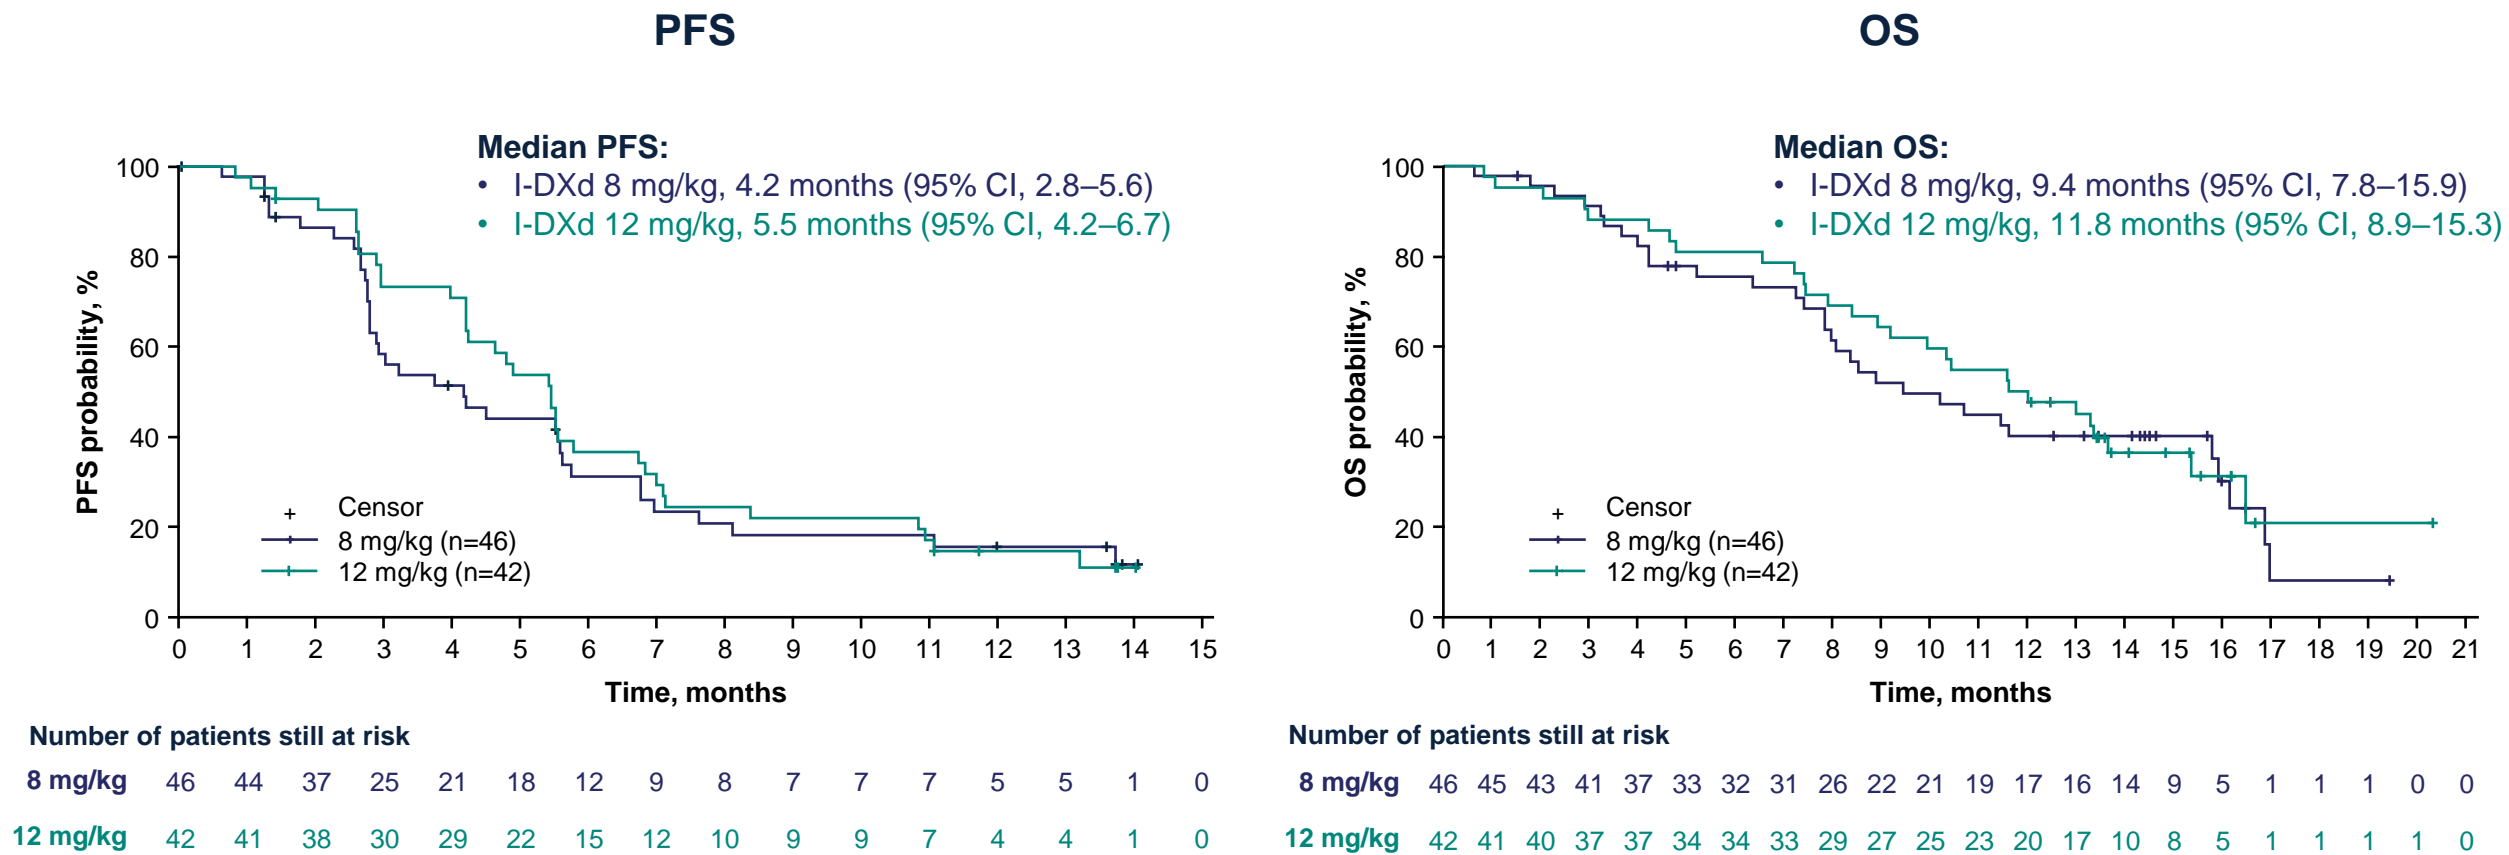 PFS
Median PFS:
• I-DXd 8 mg/kg, 4.2 months (95% CI, 2.8–5.6)
• I-DXd 12 mg/kg, 5.5 months (95% CI, 4.2–6.7)
PFS probability, %
100
80
60
40
20
0
Censor
8 mg/kg (n=46)
12 mg/kg (n=42)
0 1 2 3 4 5 6 7 8 9 10 11 12 13 14 15
Time, months
Number of patients still at risk
8 mg/kg 46 44 37 25 21 18 12 9 8 7 7 7 5 5 1 0
12 mg/kg 42 41 38 30 29 22 15 12 10 9 9 7 4 4 1 0
OS
Median OS:
• I-DXd 8 mg/kg, 9.4 months (95% CI, 7.8–15.9)
• I-DXd 12 mg/kg, 11.8 months (95% CI, 8.9–15.3)
OS probability, %
100
80
60
40
20
0
Censor
8 mg/kg (n=46)
12 mg/kg (n=42)
0 1 2 3 4 5 6 7 8 9 10 11 12 13 14 15 16 17 18 19 20 21
Time, months
Number of patients still at risk
8 mg/kg 46 45 43 41 37 33 32 31 26 22 21 19 17 16 14 9 5 1 1 1 0 0
12 mg/kg 42 41 40 37 37 34 34 33 29 27 25 23 20 17 10 8 5 1 1 1 1 0